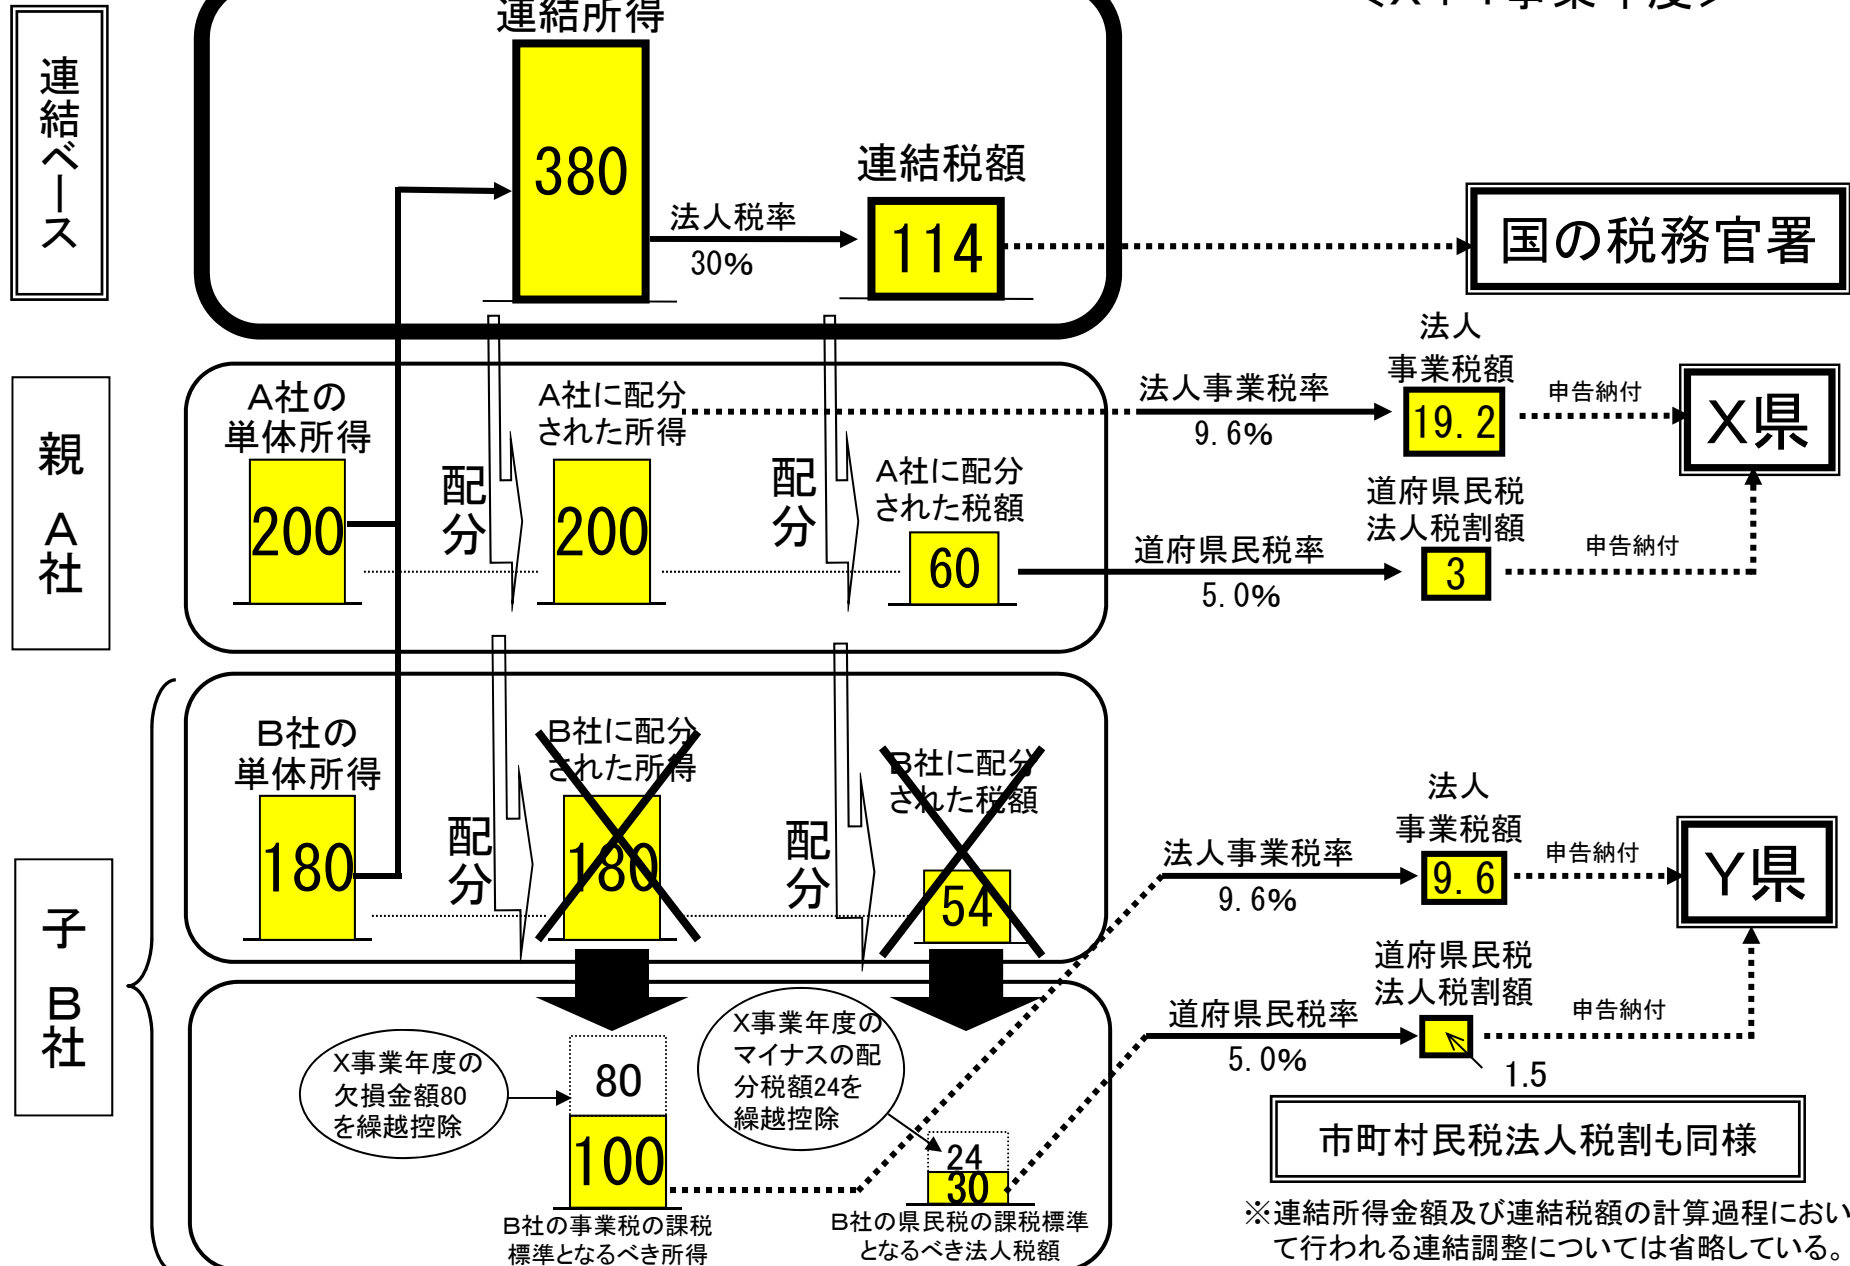 <X+1事業年度>
連結ベース
連結所得
380
法人税率
30%
連結税額
114
国の税務官署
親A社
A社の
単体所得
200
配分
A社に配分
された所得
200
配分
A社に配分
された税額
60
法人事業税率
9.6%
法人
事業税額
19.2
申告納付
X県
道府県民税率
5.0%
道府県民税
法人税割額
3
申告納付
子B社
B社の
単体所得
180
配分
B社に配分
された所得
180
配分
B社に配分
された税額
54
法人事業税率
9.6%
法人
事業税額
9.6
申告納付
Y県
道府県民税率
5.0%
道府県民税
法人税割額
1.5
申告納付
X事業年度の
欠損金額80
を繰越控除
80
100
B社の事業税の課税
標準となるべき所得
X事業年度の
マイナスの配
分税額24を
繰越控除
24
30
B社の県民税の課税標準
となるべき法人税額
市町村民税法人税割も同様
※連結所得金額及び連結税額の計算過程におい
て行われる連結調整については省略している。